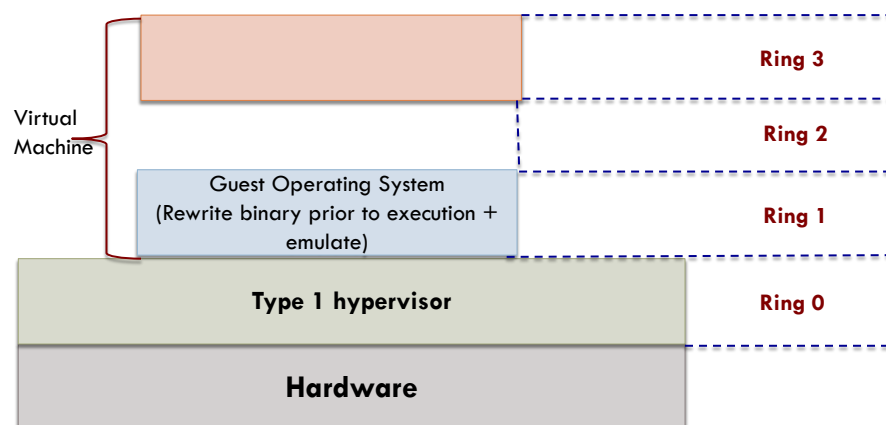 Ring 3
Virtual
Machine
Ring 2
Guest Operating System
(Rewrite binary prior to execution +
emulate)
Ring 1
Type 1 hypervisor
Ring 0
Hardware